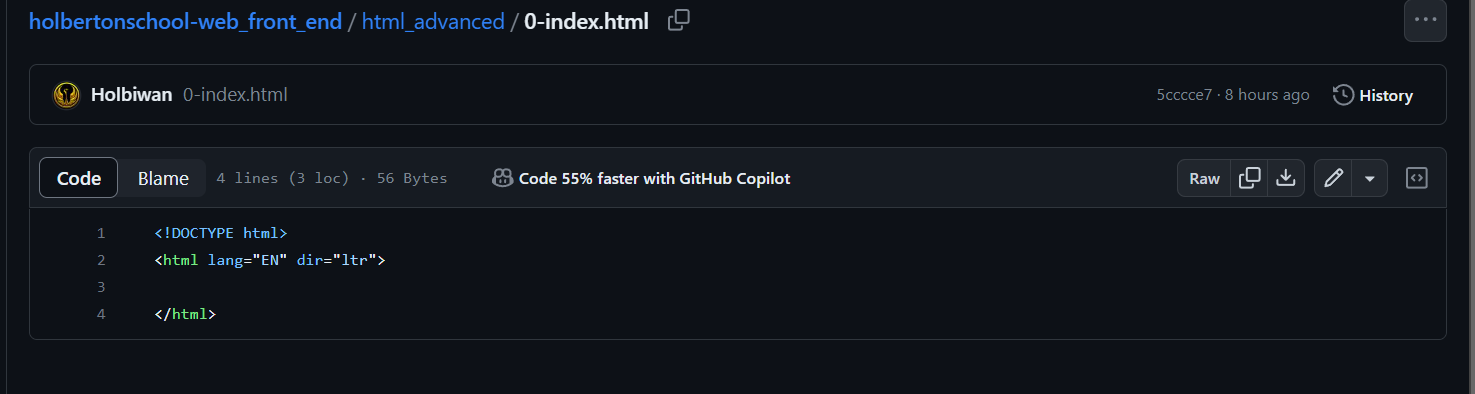 holbertonschool-web_front_end / html_advanced / 0-index.html
Holbiwan 0-index.html 5cccce7 · 8 hours ago History
Code Blame 4 lines (3 loc) · 56 Bytes Code 55% faster with GitHub Copilot Raw
1 <!DOCTYPE html>
2 <html lang="EN" dir="ltr">
3
4 </html>